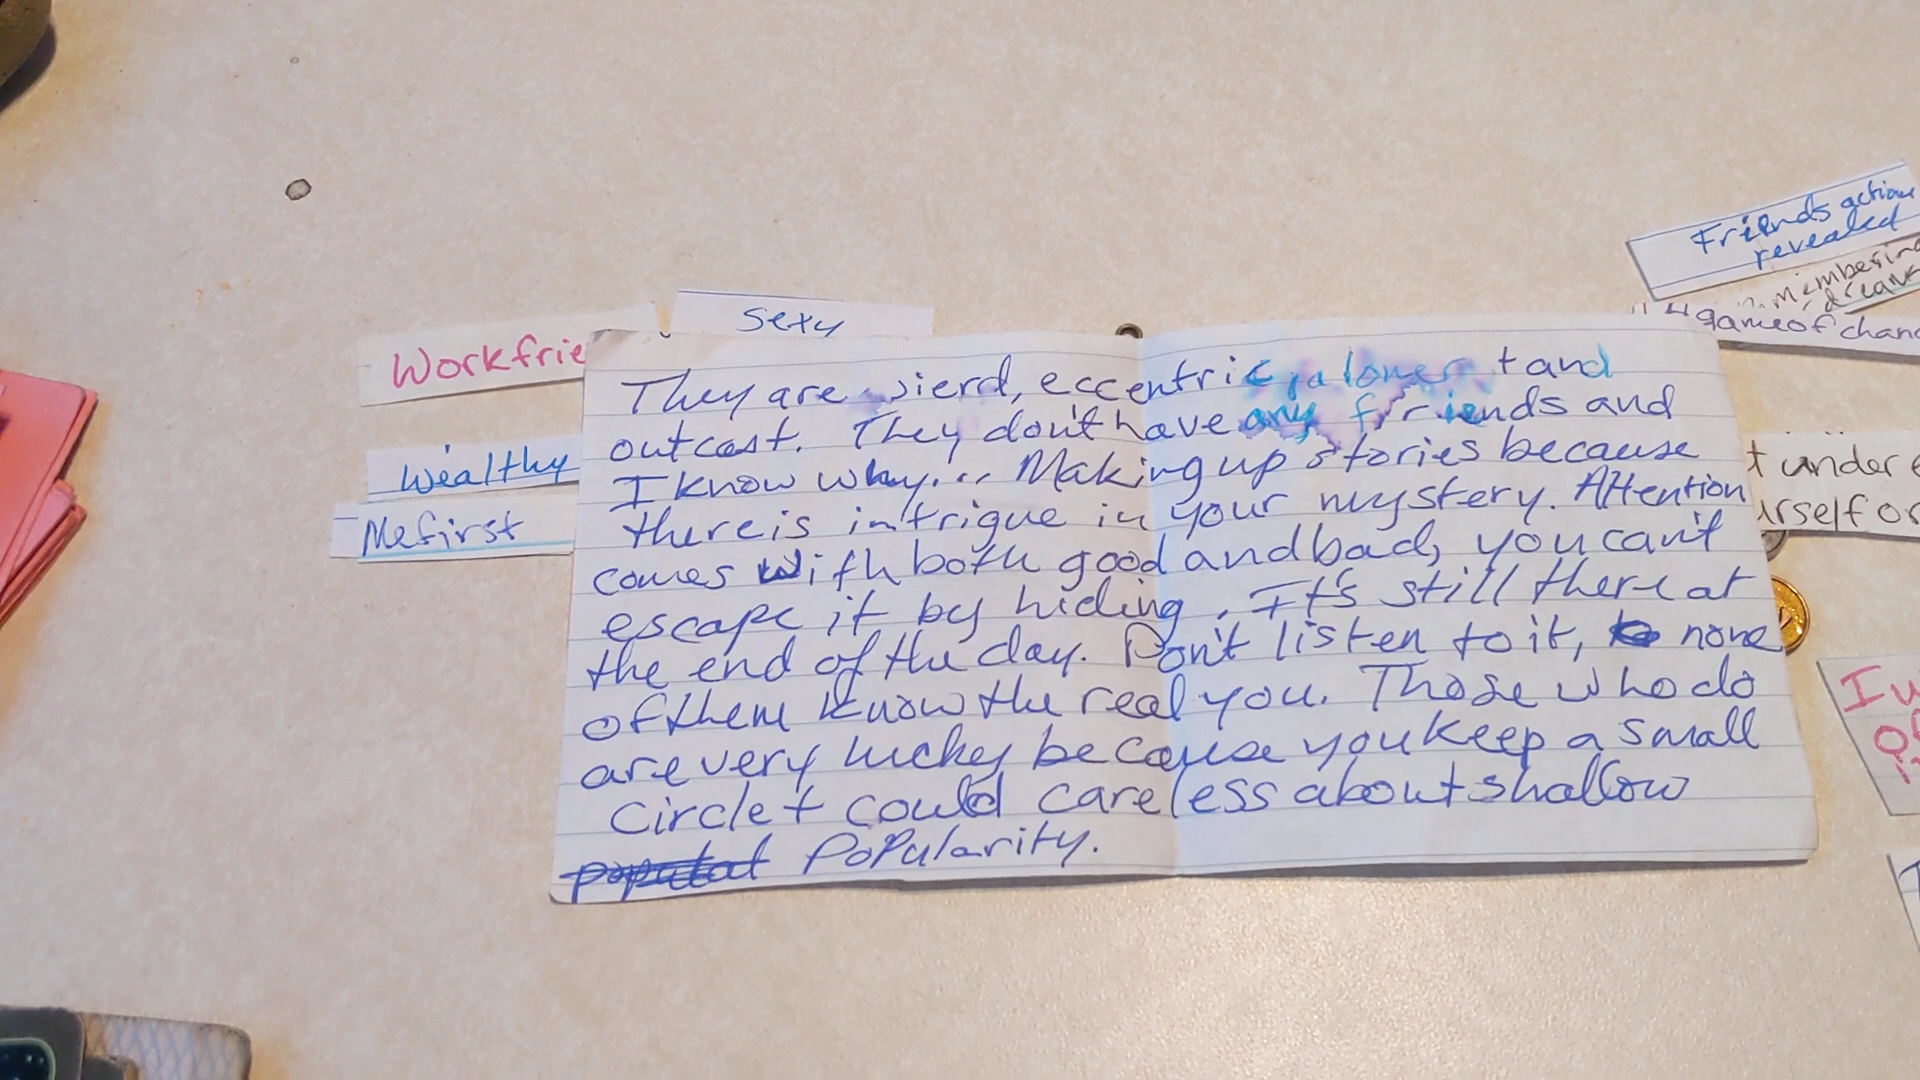 Sexy
Workfrie
Wealthy
Mefirst
They are wierd, eccentric, a loner + and
outcast. They don't have any friends and
I know why... Making up stories because
there is intrigue in your mystery. Attention
comes with both good and bad, you can't
escape it by hiding. It's still there at
the end of the day. Don't listen to it, none
of them know the real you. Those who do
are very lucky because you keep a small
circle + could care less about shallow
Popularity.
Friends action
revealed
membering
game of chanc
t under
urself or
I